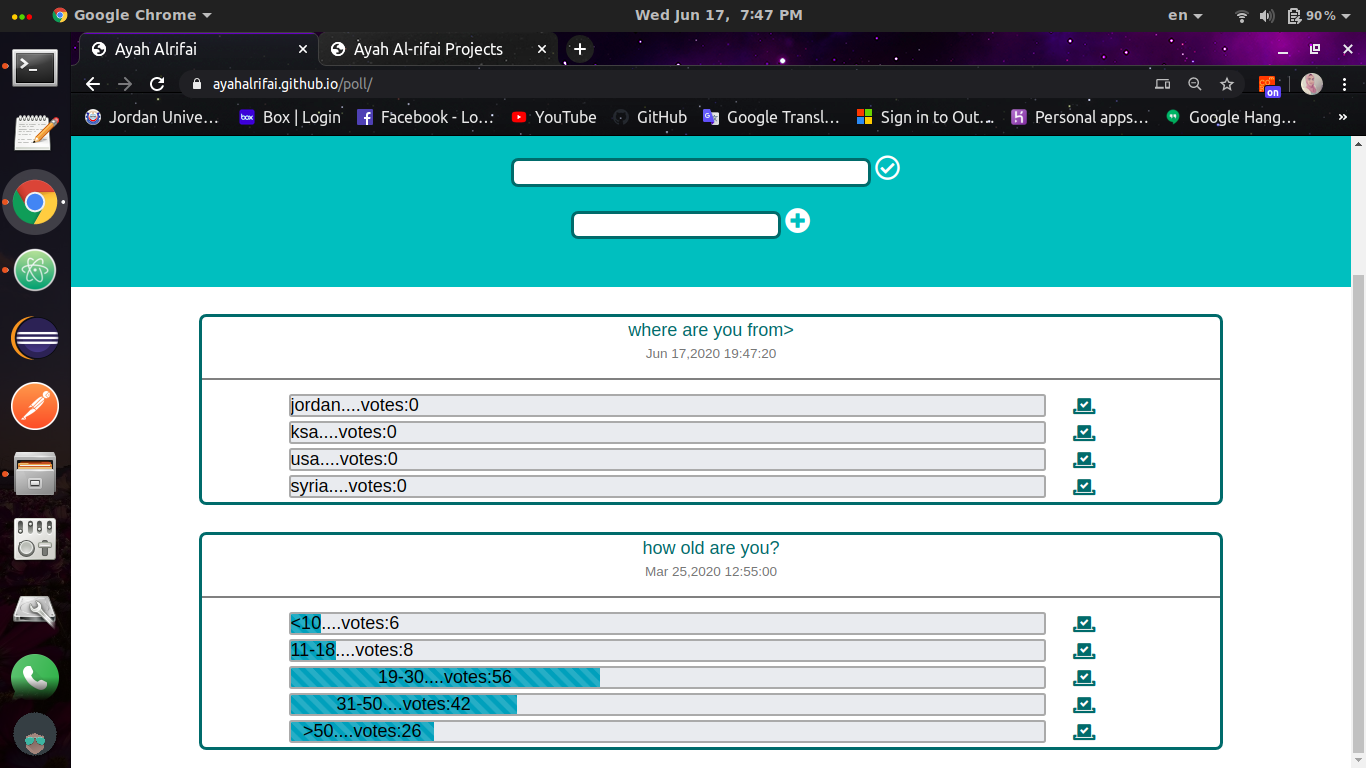 Google Chrome
Wed Jun 17, 7:47 PM
en
90%
Ayah Alrifai
Ayah Al-rifai Projects
ayahalrifai.github.io/poll/
on
Jordan Unive…
box
Box | Login
Facebook - Lo…
YouTube
GitHub
Google Transl…
Sign in to Out…
Personal apps…
Google Hang…
where are you from>
Jun 17,2020 19:47:20
jordan....votes:0
ksa....votes:0
usa....votes:0
syria....votes:0
how old are you?
Mar 25,2020 12:55:00
<10....votes:6
11-18....votes:8
19-30....votes:56
31-50....votes:42
>50....votes:26